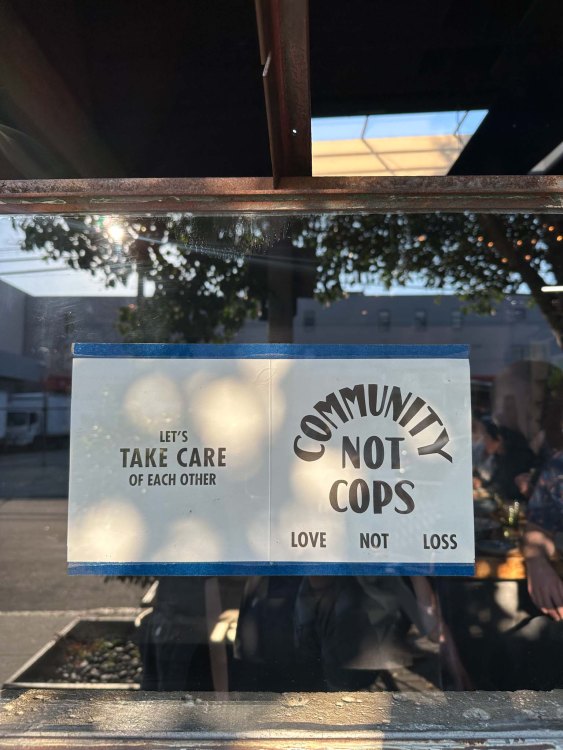 LET'S
TAKE CARE
OF EACH OTHER
COMMUNITY
NOT
COPS
LOVE NOT LOSS